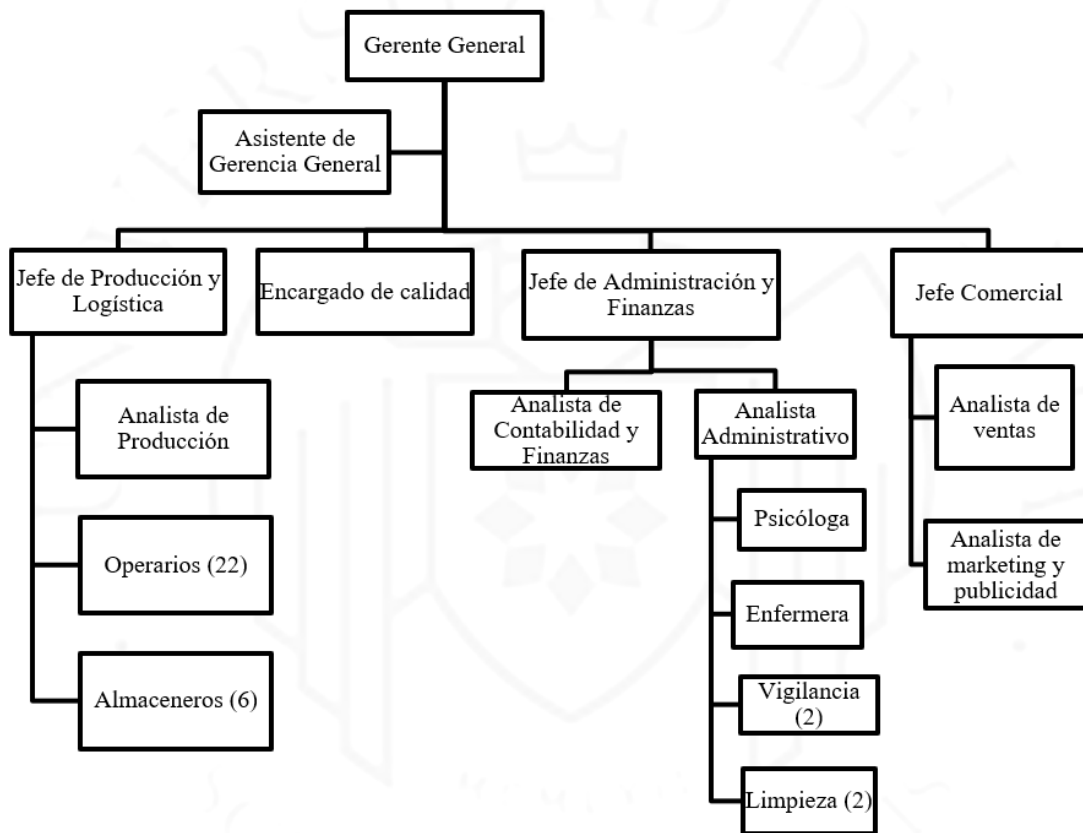 Gerente General
Asistente de
Gerencia General
Jefe de Producción y
Logística
Encargado de calidad
Jefe de Administración y
Finanzas
Jefe Comercial
Analista de
Producción
Operarios (22)
Almaceneros (6)
Analista de
Contabilidad y
Finanzas
Analista
Administrativo
Psicóloga
Enfermera
Vigilancia
(2)
Limpieza (2)
Analista de
ventas
Analista de
marketing y
publicidad